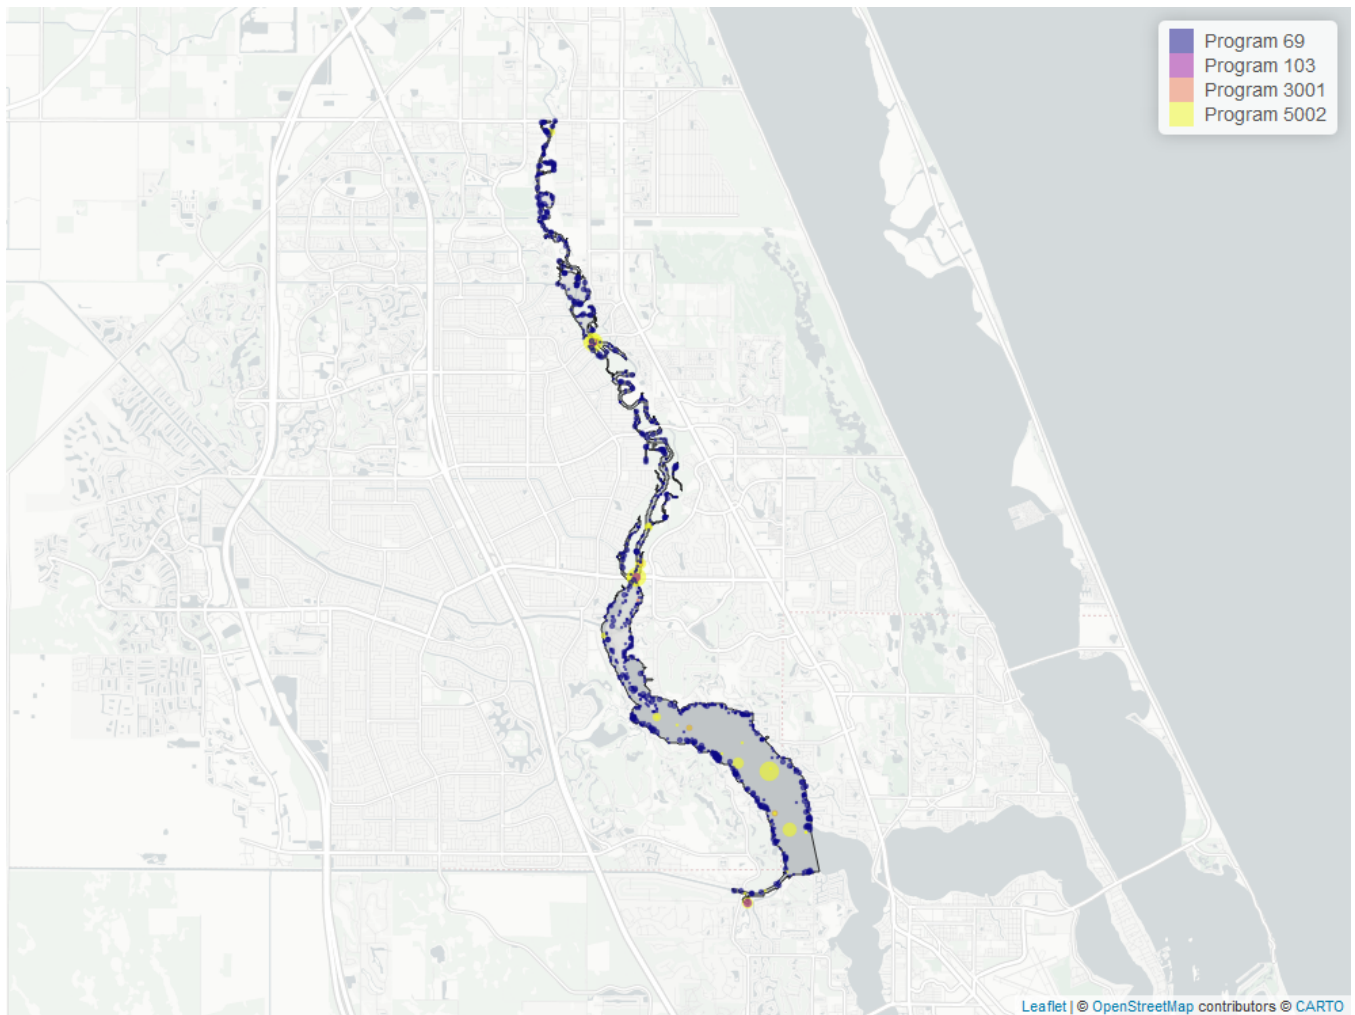 Program 69
Program 103
Program 3001
Program 5002
Leaflet | © OpenStreetMap contributors © CARTO